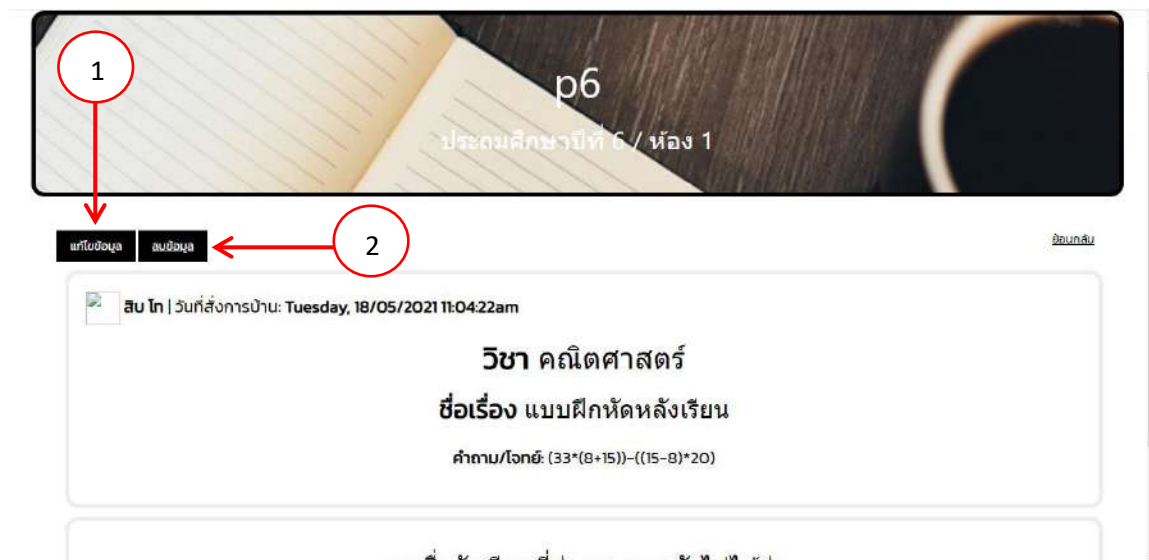 1
p6
ประถมศึกษาปีที่ 6 / ห้อง 1
แก้ไขข้อมูล ลบข้อมูล 2 ย้อนกลับ
สิบ โท | วันที่สั่งการบ้าน: Tuesday, 18/05/2021 11:04:22am
วิชา คณิตศาสตร์
ชื่อเรื่อง แบบฝึกหัดหลังเรียน
คำถาม/โจทย์: (33*(8+15))-((15-8)*20)